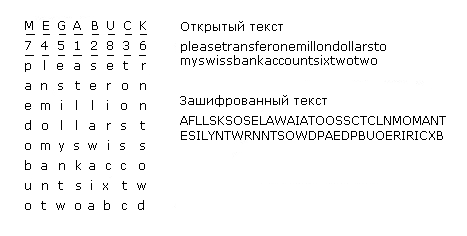 M E G A B U C K
7 4 5 1 2 8 3 6
p l e a s e t r
a n s t e r o n
e m i l l i o n
d o l l a r s t
o m y s w i s s
b a n k a c c o
u n t s i x t w
o t w o a b c d
Открытый текст
pleasetransferonemillondollarsto
myswissbankaccountsixtwotwo
Зашифрованный текст
AFLLSKSOSELAWAIATOOSSCTCLNMOMANT
ESILYNTWRNNTSOWDPAEDPBUOERIRICXB